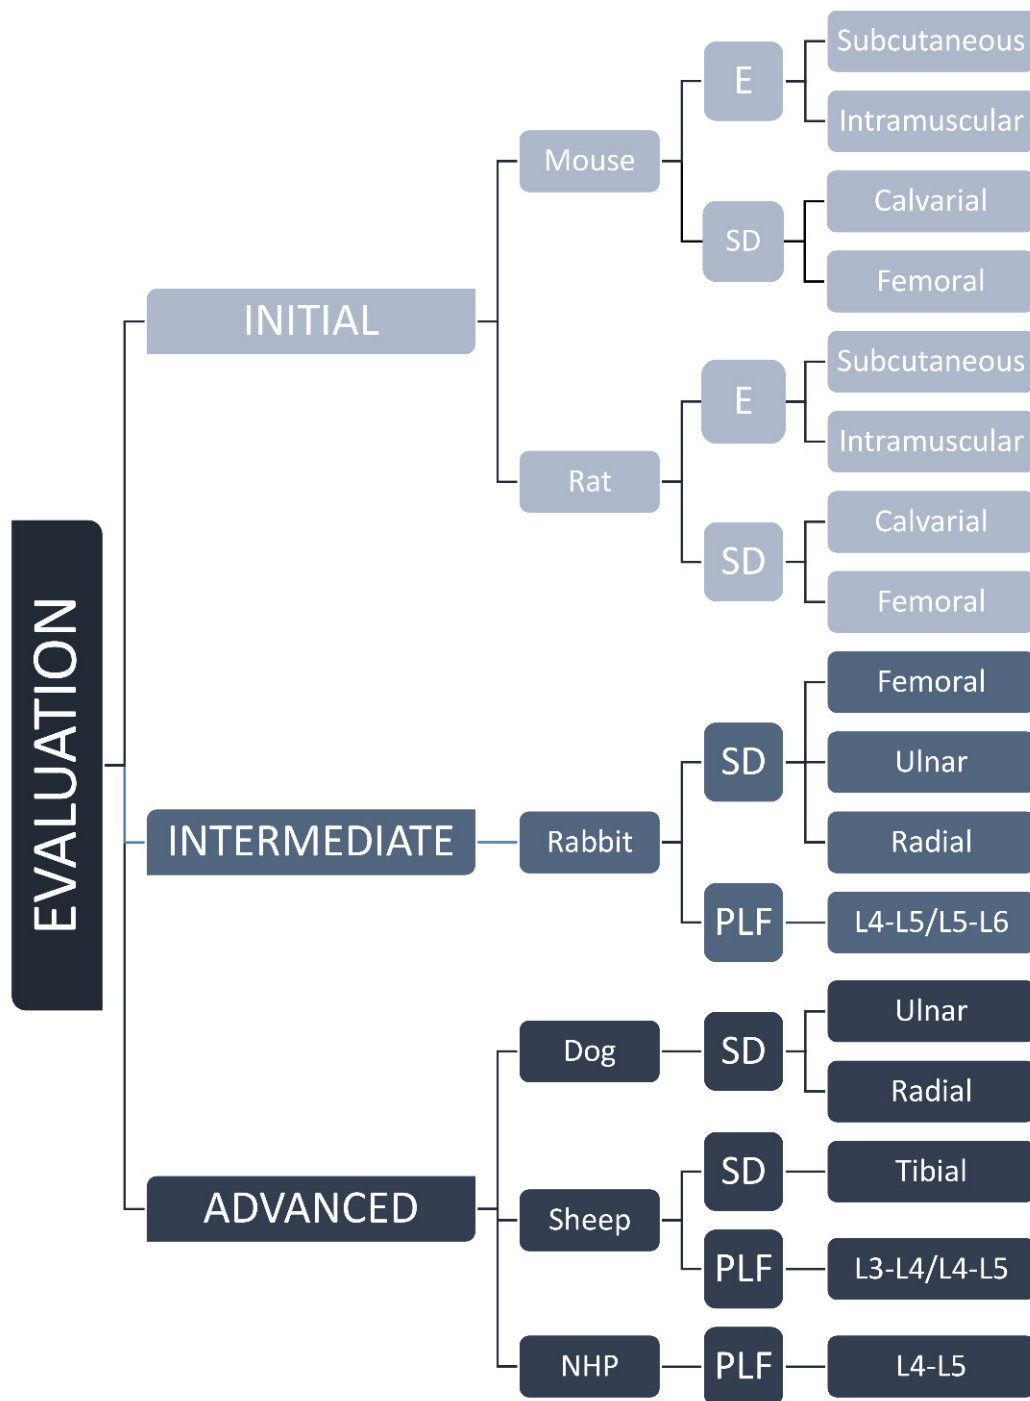 EVALUATION
INITIAL
Mouse
E
Subcutaneous
Intramuscular
SD
Calvarial
Femoral
Rat
E
Subcutaneous
Intramuscular
SD
Calvarial
Femoral
INTERMEDIATE
Rabbit
SD
Femoral
Ulnar
Radial
PLF
L4-L5/L5-L6
ADVANCED
Dog
SD
Ulnar
Radial
Sheep
SD
Tibial
PLF
L3-L4/L4-L5
NHP
PLF
L4-L5